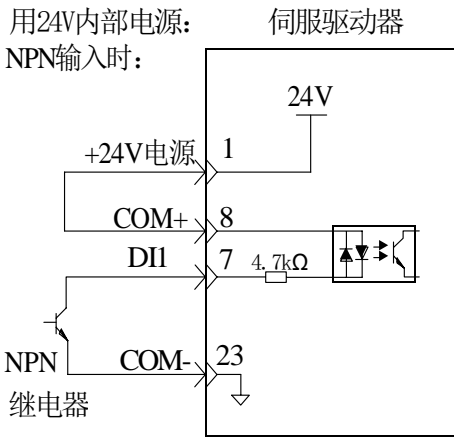 用24V内部电源： 伺服驱动器
NPN输入时：
24V
+24V电源 1
COM+ 8
DI1 7 4.7kΩ
NPN COM- 23
继电器